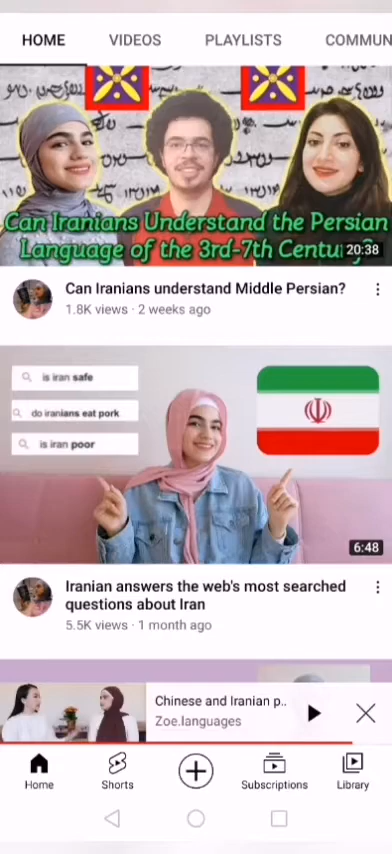 HOME VIDEOS PLAYLISTS COMMUN
Can Iranians Understand the Persian
Language of the 3rd-7th Centu
20:38
Can Iranians understand Middle Persian?
1.8K views · 2 weeks ago
is iran safe
do iranians eat pork
is iran poor
6:48
Iranian answers the web's most searched
questions about Iran
5.5K views · 1 month ago
Chinese and Iranian p..
Zoe.languages
Home Shorts Subscriptions Library